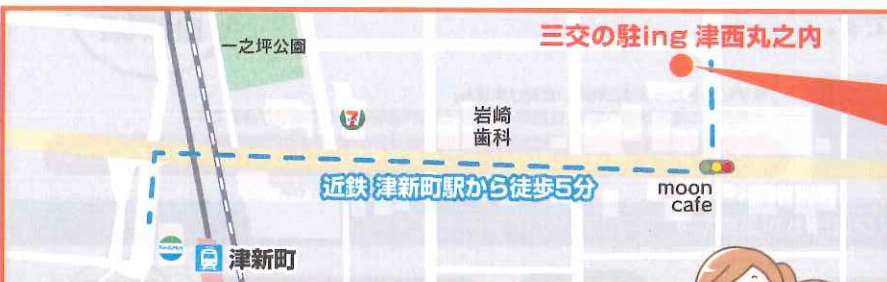 一之坪公園
三交の駐ing 津西丸之内
7
岩崎
歯科
近鉄 津新町駅から徒歩5分
moon
cafe
FamilyMart
津新町